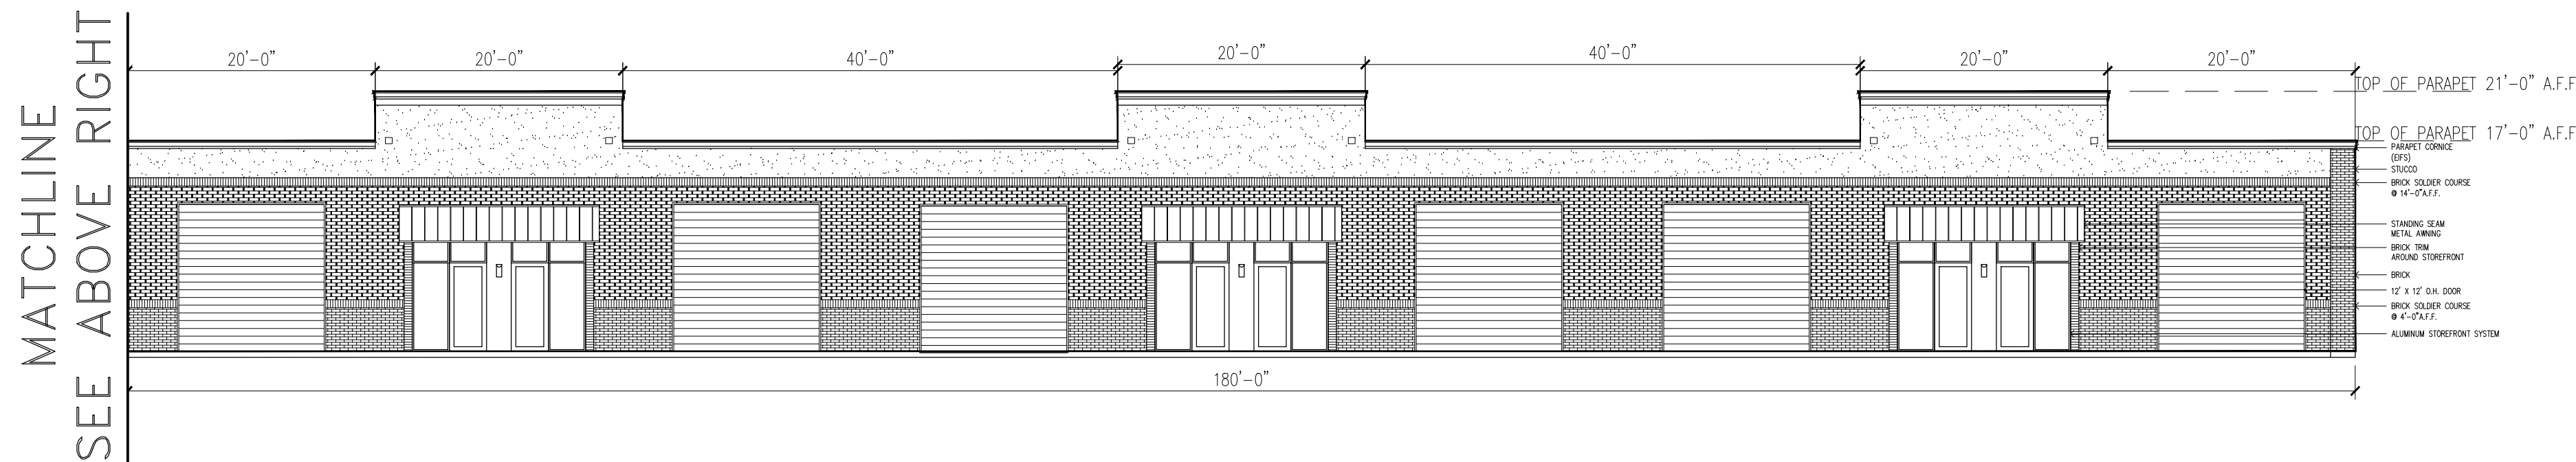 MATCHLINE
SEE ABOVE RIGHT
20'-0"
20'-0"
40'-0"
20'-0"
40'-0"
20'-0"
20'-0"
TOP OF PARAPET 21'-0" A.F.F
TOP OF PARAPET 17'-0" A.F.F
PARAPET CORNICE
(EIFS)
STUCCO
BRICK SOLDIER COURSE
@ 14'-0"A.F.F.
STANDING SEAM
METAL AWNING
BRICK TRIM
AROUND STOREFRONT
BRICK
12' X 12' O.H. DOOR
BRICK SOLDIER COURSE
@ 4'-0"A.F.F.
ALUMINUM STOREFRONT SYSTEM
180'-0"